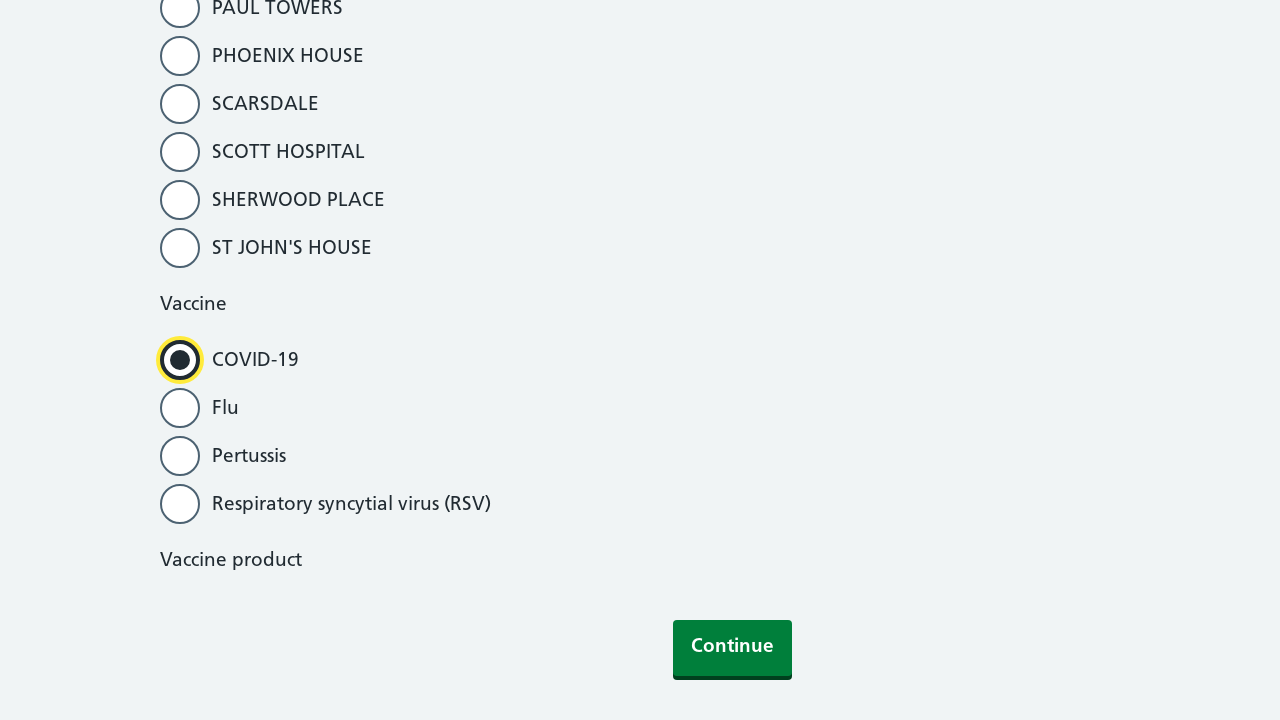 PAUL TOWERS
PHOENIX HOUSE
SCARSDALE
SCOTT HOSPITAL
SHERWOOD PLACE
ST JOHN'S HOUSE
Vaccine
COVID-19
Flu
Pertussis
Respiratory syncytial virus (RSV)
Vaccine product
Continue